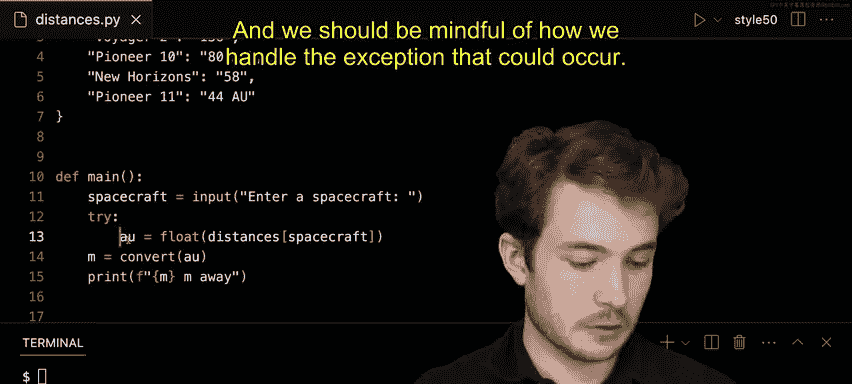 distances.py
And we should be mindful of how we
handle the exception that could occur.
style50
4 "Pioneer 10": "80
5 "New Horizons": "58",
6 "Pioneer 11": "44 AU"
7 }
8
9
10 def main():
11 spacecraft = input("Enter a spacecraft: ")
12 try:
13 au = float(distances[spacecraft])
14 m = convert(au)
15 print(f"{m} m away")
16
17
TERMINAL
$